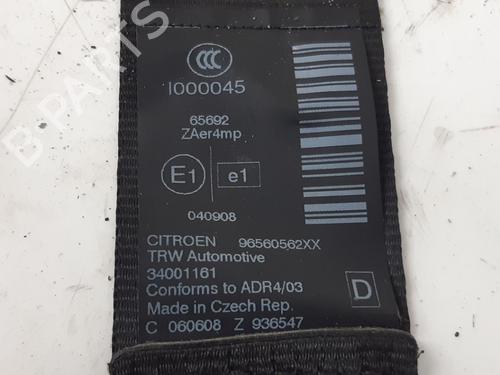 CCC
I000045
65692
ZAer4mp
E1 e1
040908
CITROEN 96560562XX
TRW Automotive
34001161
Conforms to ADR4/03
Made in Czech Rep.
D
C 060608 Z 936547
B-PARTS